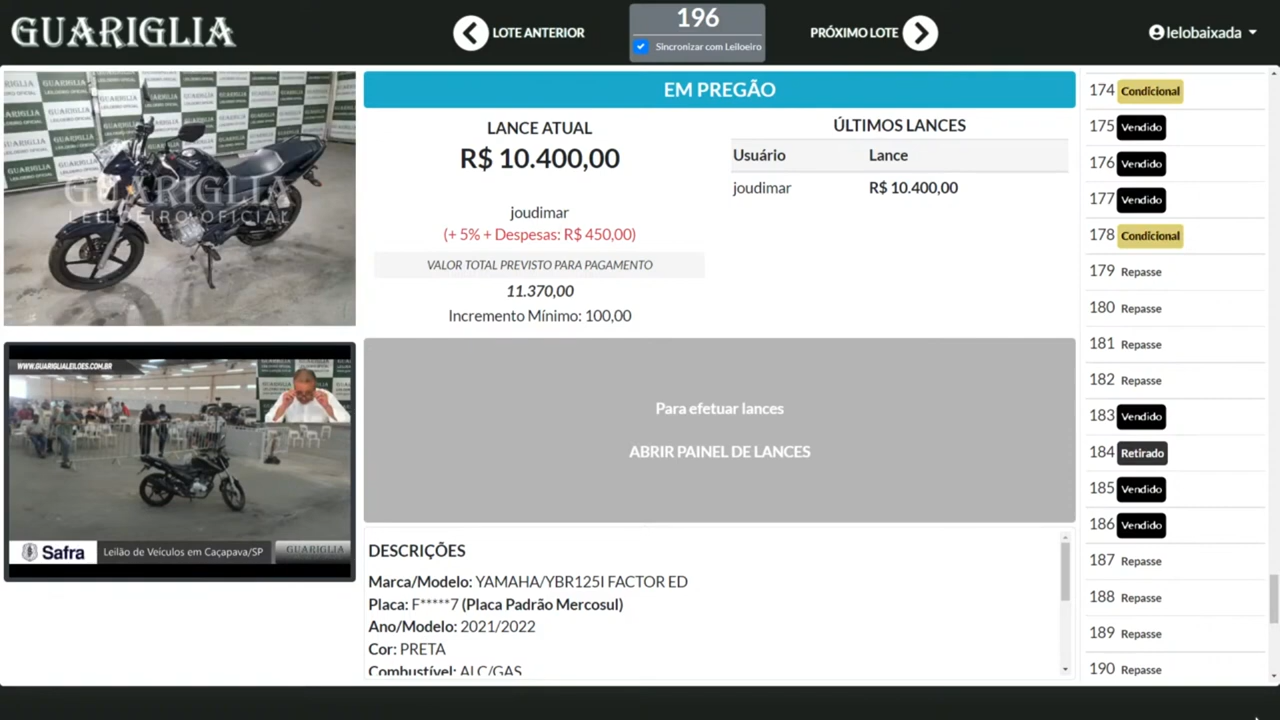 GUARIGLIA
LOTE ANTERIOR
196
Sincronizar com Leiloeiro
PRÓXIMO LOTE
lelobaixada
GUARIGLIA
LEILOEIRO OFICIAL
EM PREGÃO
LANCE ATUAL
R$ 10.400,00
joudimar
(+ 5% + Despesas: R$ 450,00)
VALOR TOTAL PREVISTO PARA PAGAMENTO
11.370,00
Incremento Mínimo: 100,00
ÚLTIMOS LANCES
Usuário Lance
joudimar R$ 10.400,00
174 Condicional
175 Vendido
176 Vendido
177 Vendido
178 Condicional
179 Repasse
180 Repasse
181 Repasse
182 Repasse
183 Vendido
184 Retirado
185 Vendido
186 Vendido
187 Repasse
188 Repasse
189 Repasse
190 Repasse
WWW.GUARIGLIALEILOES.COM.BR
Safra
Leilão de Veiculos em Caçapava/SP
GUARIGLIA
Para efetuar lances
ABRIR PAINEL DE LANCES
DESCRIÇÕES
Marca/Modelo: YAMAHA/YBR125I FACTOR ED
Placa: F*****7 (Placa Padrão Mercosul)
Ano/Modelo: 2021/2022
Cor: PRETA
Combustível: ALC/GAS